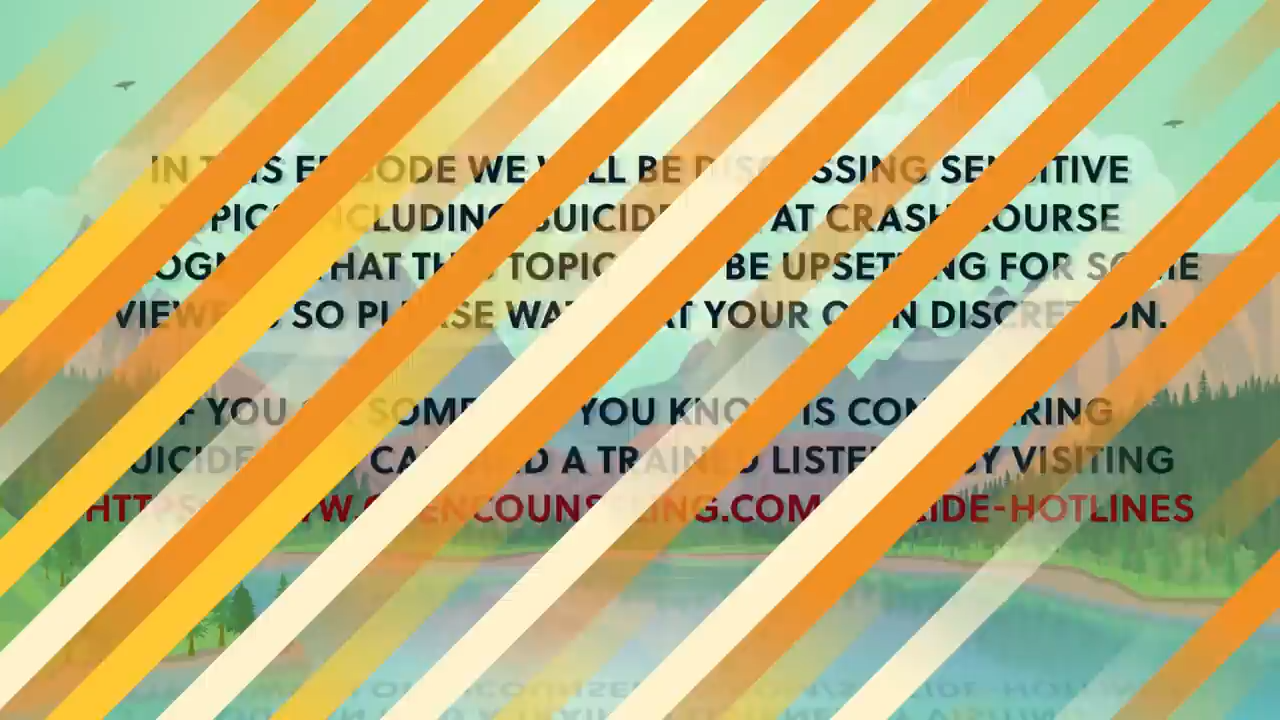 IN THIS EPISODE WE WILL BE DISCUSSING SENSITIVE
TOPICS INCLUDING SUICIDE. AT CRASH COURSE
RECOGNIZE THAT THIS TOPIC BE UPSETTING FOR SOME
VIEWERS SO PLEASE WATCH AT YOUR OWN DISCRETION.
IF YOU OR SOMEONE YOU KNOW IS CONSIDERING
SUICIDE YOU CAN FIND A TRAINED LISTENER BY VISITING
HTTPS://WWW.OPENCOUNSELING.COM/SUICIDE-HOTLINES